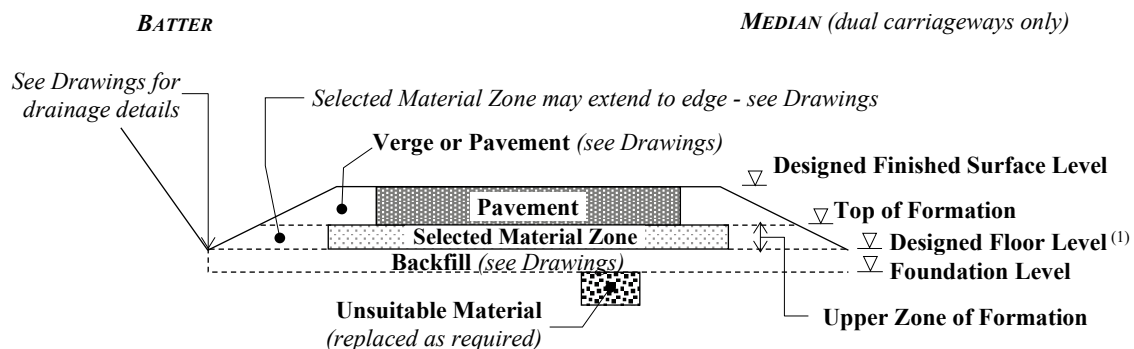 BATTER
MEDIAN (dual carriageways only)
See Drawings for
drainage details
Selected Material Zone may extend to edge - see Drawings
Verge or Pavement (see Drawings)
Designed Finished Surface Level
Pavement
Top of Formation
Selected Material Zone
Designed Floor Level (1)
Backfill (see Drawings)
Foundation Level
Unsuitable Material
(replaced as required)
Upper Zone of Formation